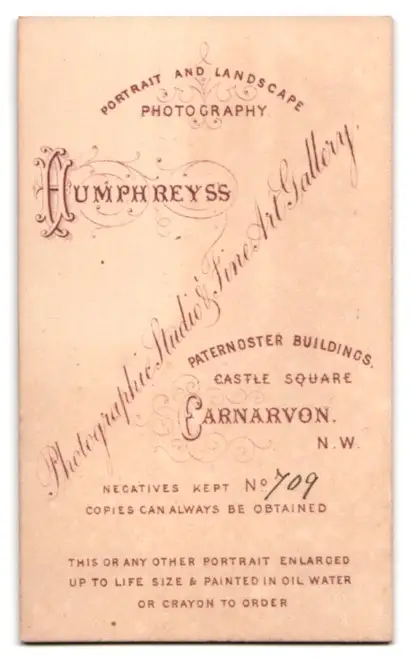 PORTRAIT AND LANDSCAPE
PHOTOGRAPHY
HUMPHREYSS
Photographic Studio & Fine Art Gallery.
PATERNOSTER BUILDINGS.
CASTLE SQUARE
CARNARVON.
N.W.
NEGATIVES KEPT No 709
COPIES CAN ALWAYS BE OBTAINED
THIS OR ANY OTHER PORTRAIT ENLARGED
UP TO LIFE SIZE & PAINTED IN OIL WATER
OR CRAYON TO ORDER